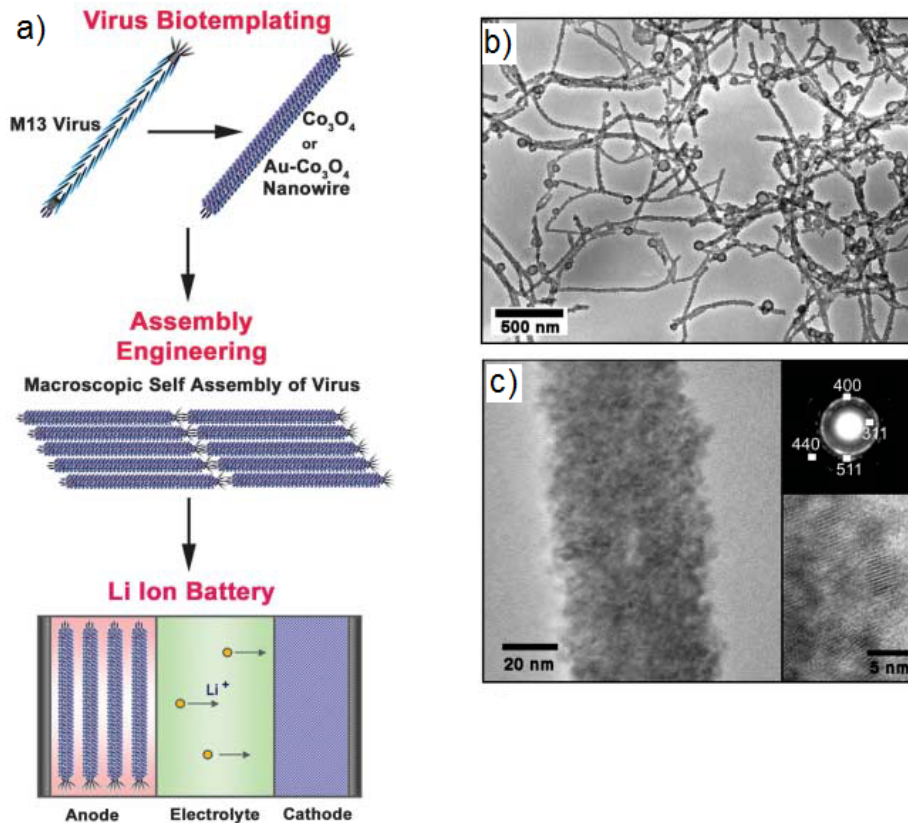 a)
Virus Biotemplating
M13 Virus
Co₃O₄
or
Au-Co₃O₄
Nanowire
Assembly
Engineering
Macroscopic Self Assembly of Virus
Li Ion Battery
Li⁺
Anode
Electrolyte
Cathode
b)
500 nm
c)
20 nm
400
311
440
511
5 nm